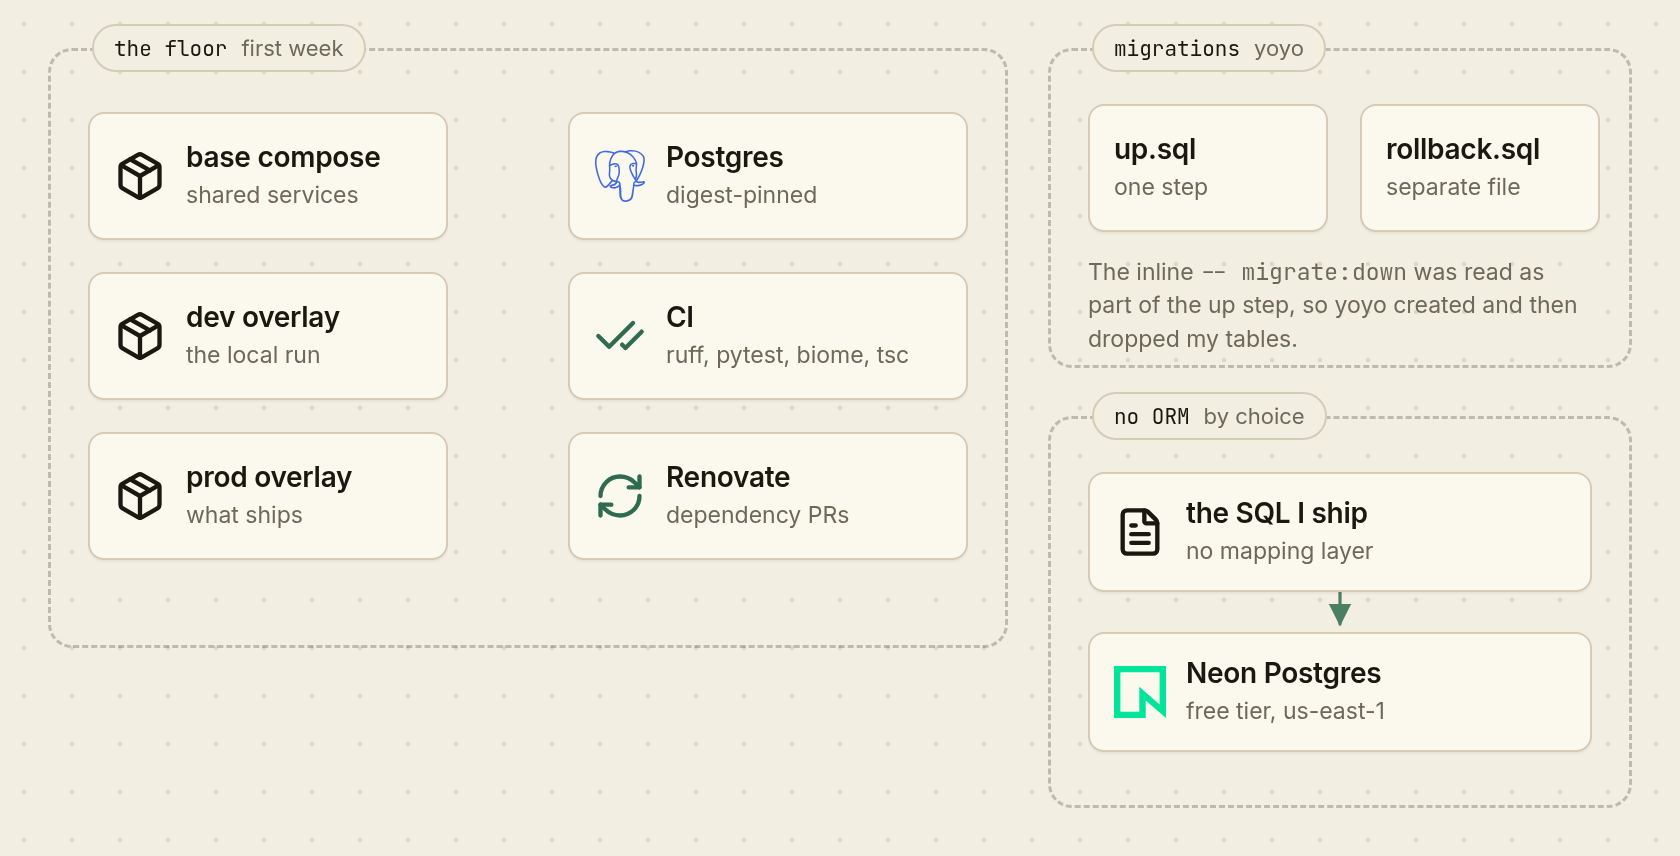 the floor first week
base compose
shared services
Postgres
digest-pinned
dev overlay
the local run
CI
ruff, pytest, biome, tsc
prod overlay
what ships
Renovate
dependency PRs
migrations yoyo
up.sql
one step
rollback.sql
separate file
The inline -- migrate:down was read as
part of the up step, so yoyo created and then
dropped my tables.
no ORM by choice
the SQL I ship
no mapping layer
Neon Postgres
free tier, us-east-1